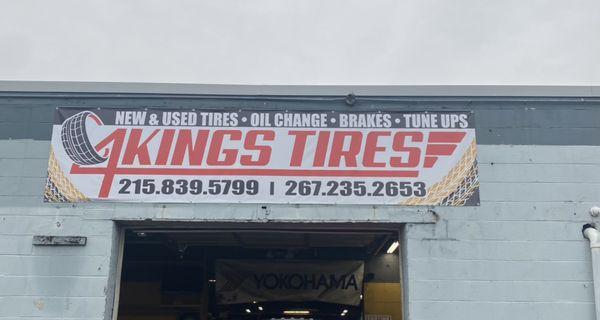 NEW & USED TIRES • OIL CHANGE • BRAKES • TUNE UPS
4KINGS TIRES
215.839.5799 | 267.235.2653
YOKOHAMA